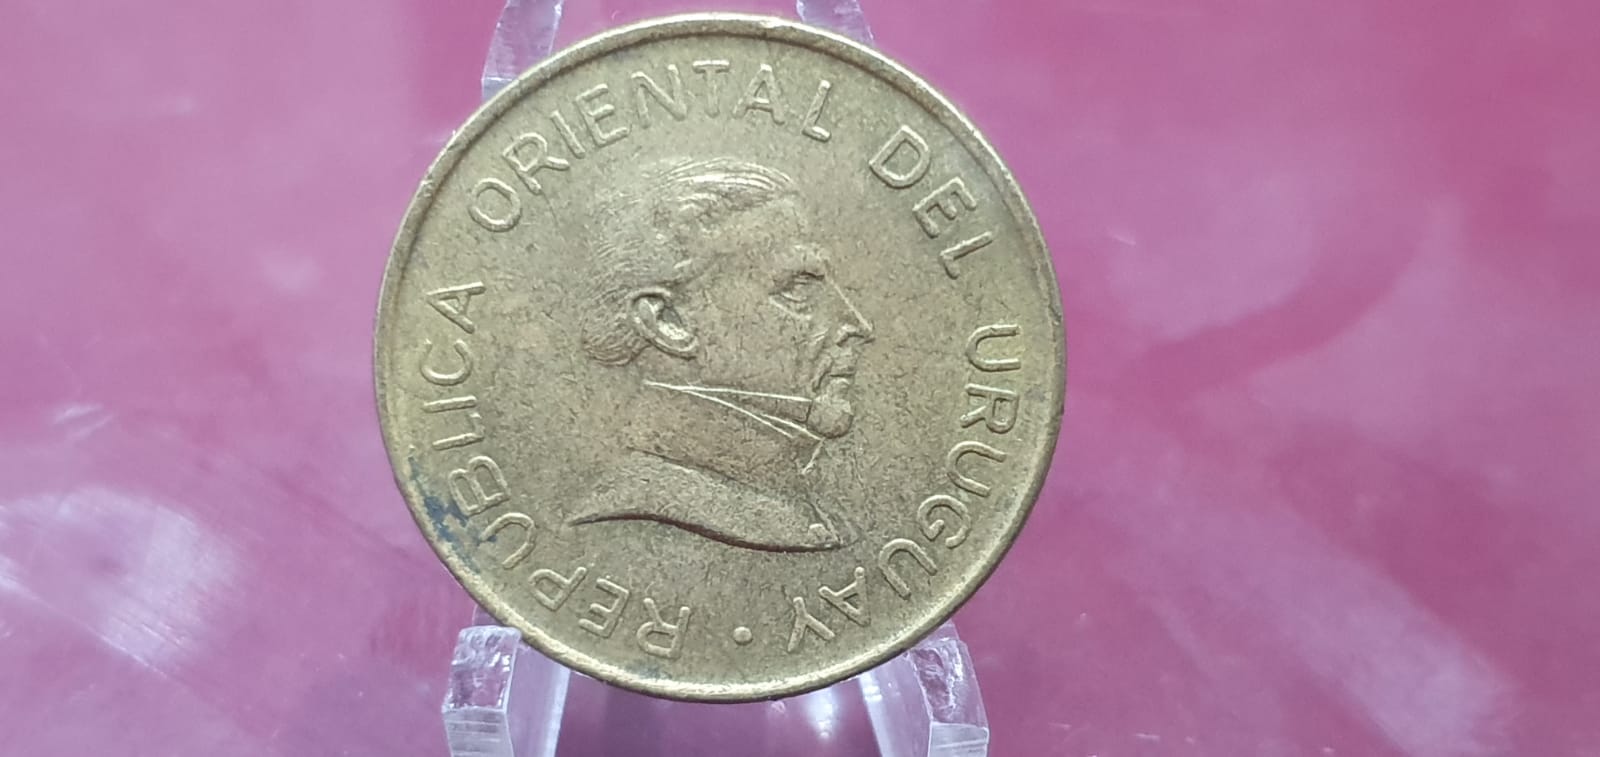 REPUBLICA ORIENTAL DEL URUGUAY •